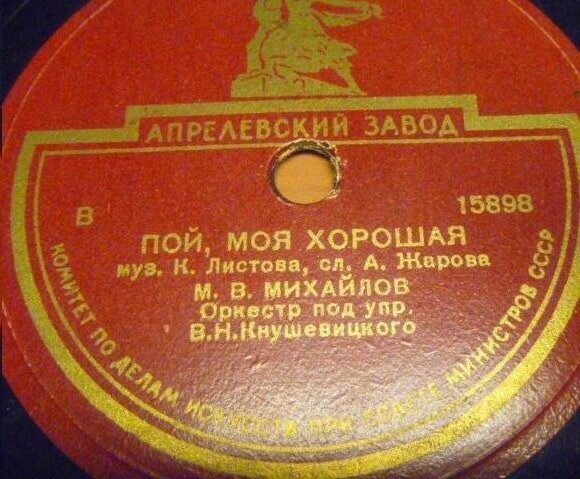 АПРЕЛЕВСКИЙ ЗАВОД
В 15898
ПОЙ, МОЯ ХОРОШАЯ
муз. К. Листова, сл. А. Жарова
М. В. МИХАЙЛОВ
Оркестр под упр.
В.Н.Кнушевицкого
КОМИТЕТ ПО ДЕЛАМ ИСКУССТВ ПРИ СОВЕТЕ МИНИСТРОВ СССР